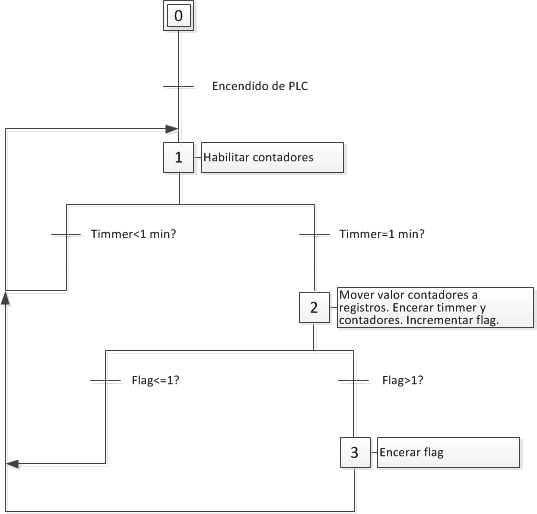 0
Encendido de PLC
1
Habilitar contadores
Timmer<1 min?
Timmer=1 min?
2
Mover valor contadores a
registros. Encerar timmer y
contadores. Incrementar flag.
Flag<=1?
Flag>1?
3
Encerar flag